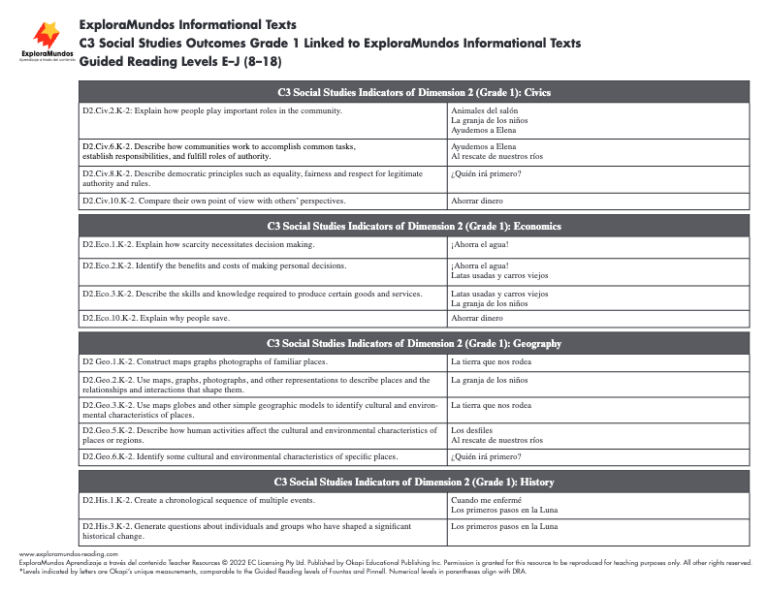 ExploraMundos Informational Texts
C3 Social Studies Outcomes Grade 1 Linked to ExploraMundos Informational Texts
Guided Reading Levels E–J (8–18)
ExploraMundos
Aprendizaje a través del contenido
C3 Social Studies Indicators of Dimension 2 (Grade 1): Civics
D2.Civ.2.K-2: Explain how people play important roles in the community.
Animales del salón
La granja de los niños
Ayudemos a Elena
D2.Civ.6.K-2. Describe how communities work to accomplish common tasks,
establish responsibilities, and fulfill roles of authority.
Ayudemos a Elena
Al rescate de nuestros ríos
D2.Civ.8.K-2. Describe democratic principles such as equality, fairness and respect for legitimate
authority and rules.
¿Quién irá primero?
D2.Civ.10.K-2. Compare their own point of view with others’ perspectives.
Ahorrar dinero
C3 Social Studies Indicators of Dimension 2 (Grade 1): Economics
D2.Eco.1.K-2. Explain how scarcity necessitates decision making.
¡Ahorra el agua!
D2.Eco.2.K-2. Identify the benefits and costs of making personal decisions.
¡Ahorra el agua!
Latas usadas y carros viejos
D2.Eco.3.K-2. Describe the skills and knowledge required to produce certain goods and services.
Latas usadas y carros viejos
La granja de los niños
D2.Eco.10.K-2. Explain why people save.
Ahorrar dinero
C3 Social Studies Indicators of Dimension 2 (Grade 1): Geography
D2 Geo.1.K-2. Construct maps graphs photographs of familiar places.
La tierra que nos rodea
D2.Geo.2.K-2. Use maps, graphs, photographs, and other representations to describe places and the
relationships and interactions that shape them.
La granja de los niños
D2.Geo.3.K-2. Use maps globes and other simple geographic models to identify cultural and environ-
mental characteristics of places.
La tierra que nos rodea
D2.Geo.5.K-2. Describe how human activities affect the cultural and environmental characteristics of
places or regions.
Los desfiles
Al rescate de nuestros ríos
D2.Geo.6.K-2. Identify some cultural and environmental characteristics of specific places.
¿Quién irá primero?
C3 Social Studies Indicators of Dimension 2 (Grade 1): History
D2.His.1.K-2. Create a chronological sequence of multiple events.
Cuando me enfermé
Los primeros pasos en la Luna
D2.His.3.K-2. Generate questions about individuals and groups who have shaped a significant
historical change.
Los primeros pasos en la Luna
www.exploramundos-reading.com
ExploraMundos Aprendizaje a través del contenido Teacher Resources © 2022 EC Licensing Pty Ltd. Published by Okapi Educational Publishing Inc. Permission is granted for this resource to be reproduced for teaching purposes only. All other rights reserved.
*Levels indicated by letters are Okapi’s unique measurements, comparable to the Guided Reading levels of Fountas and Pinnell. Numerical levels in parentheses align with DRA.